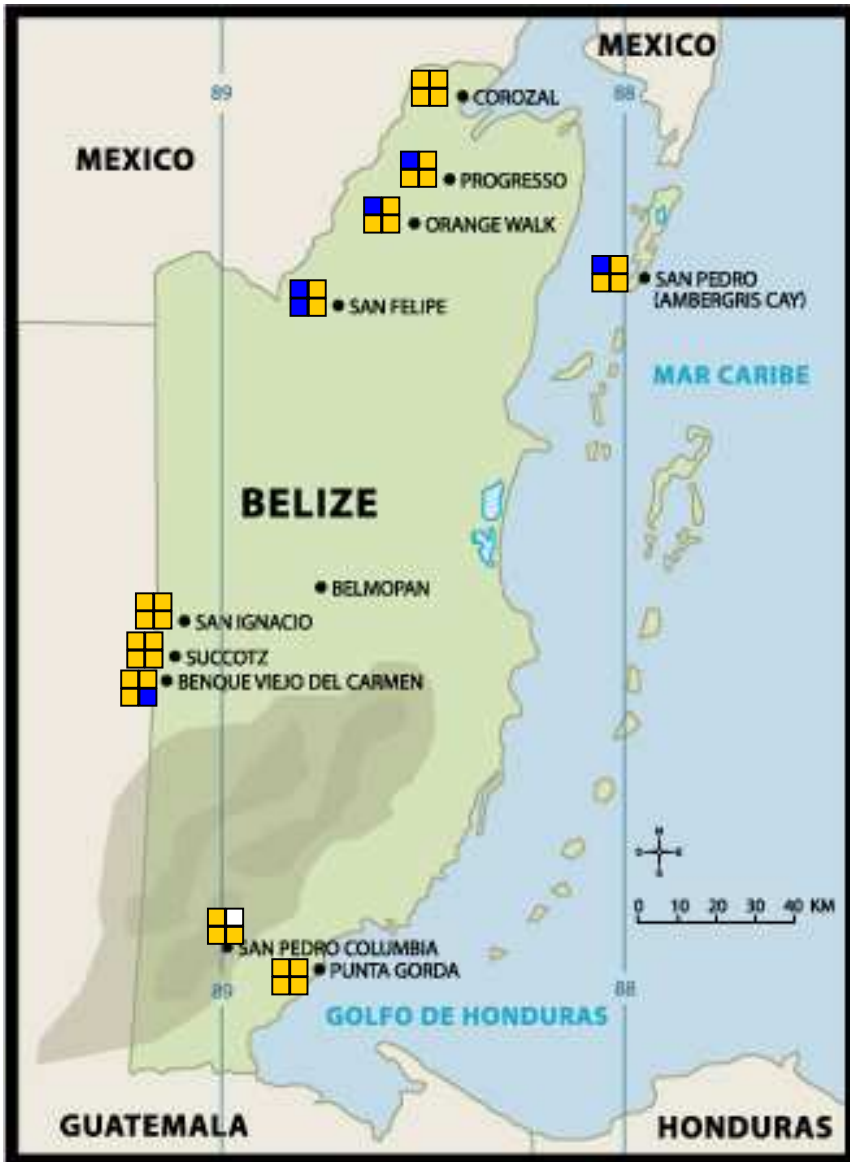 MEXICO
89
88
COROZAL
MEXICO
PROGRESSO
ORANGE WALK
SAN PEDRO
(AMBERGRIS CAY)
SAN FELIPE
MAR CARIBE
BELIZE
BELMOPAN
SAN IGNACIO
SUCCOTZ
BENQUE VIEJO DEL CARMEN
0 10 20 30 40 KM
SAN PEDRO COLUMBIA
PUNTA GORDA
89
88
GOLFO DE HONDURAS
GUATEMALA
HONDURAS